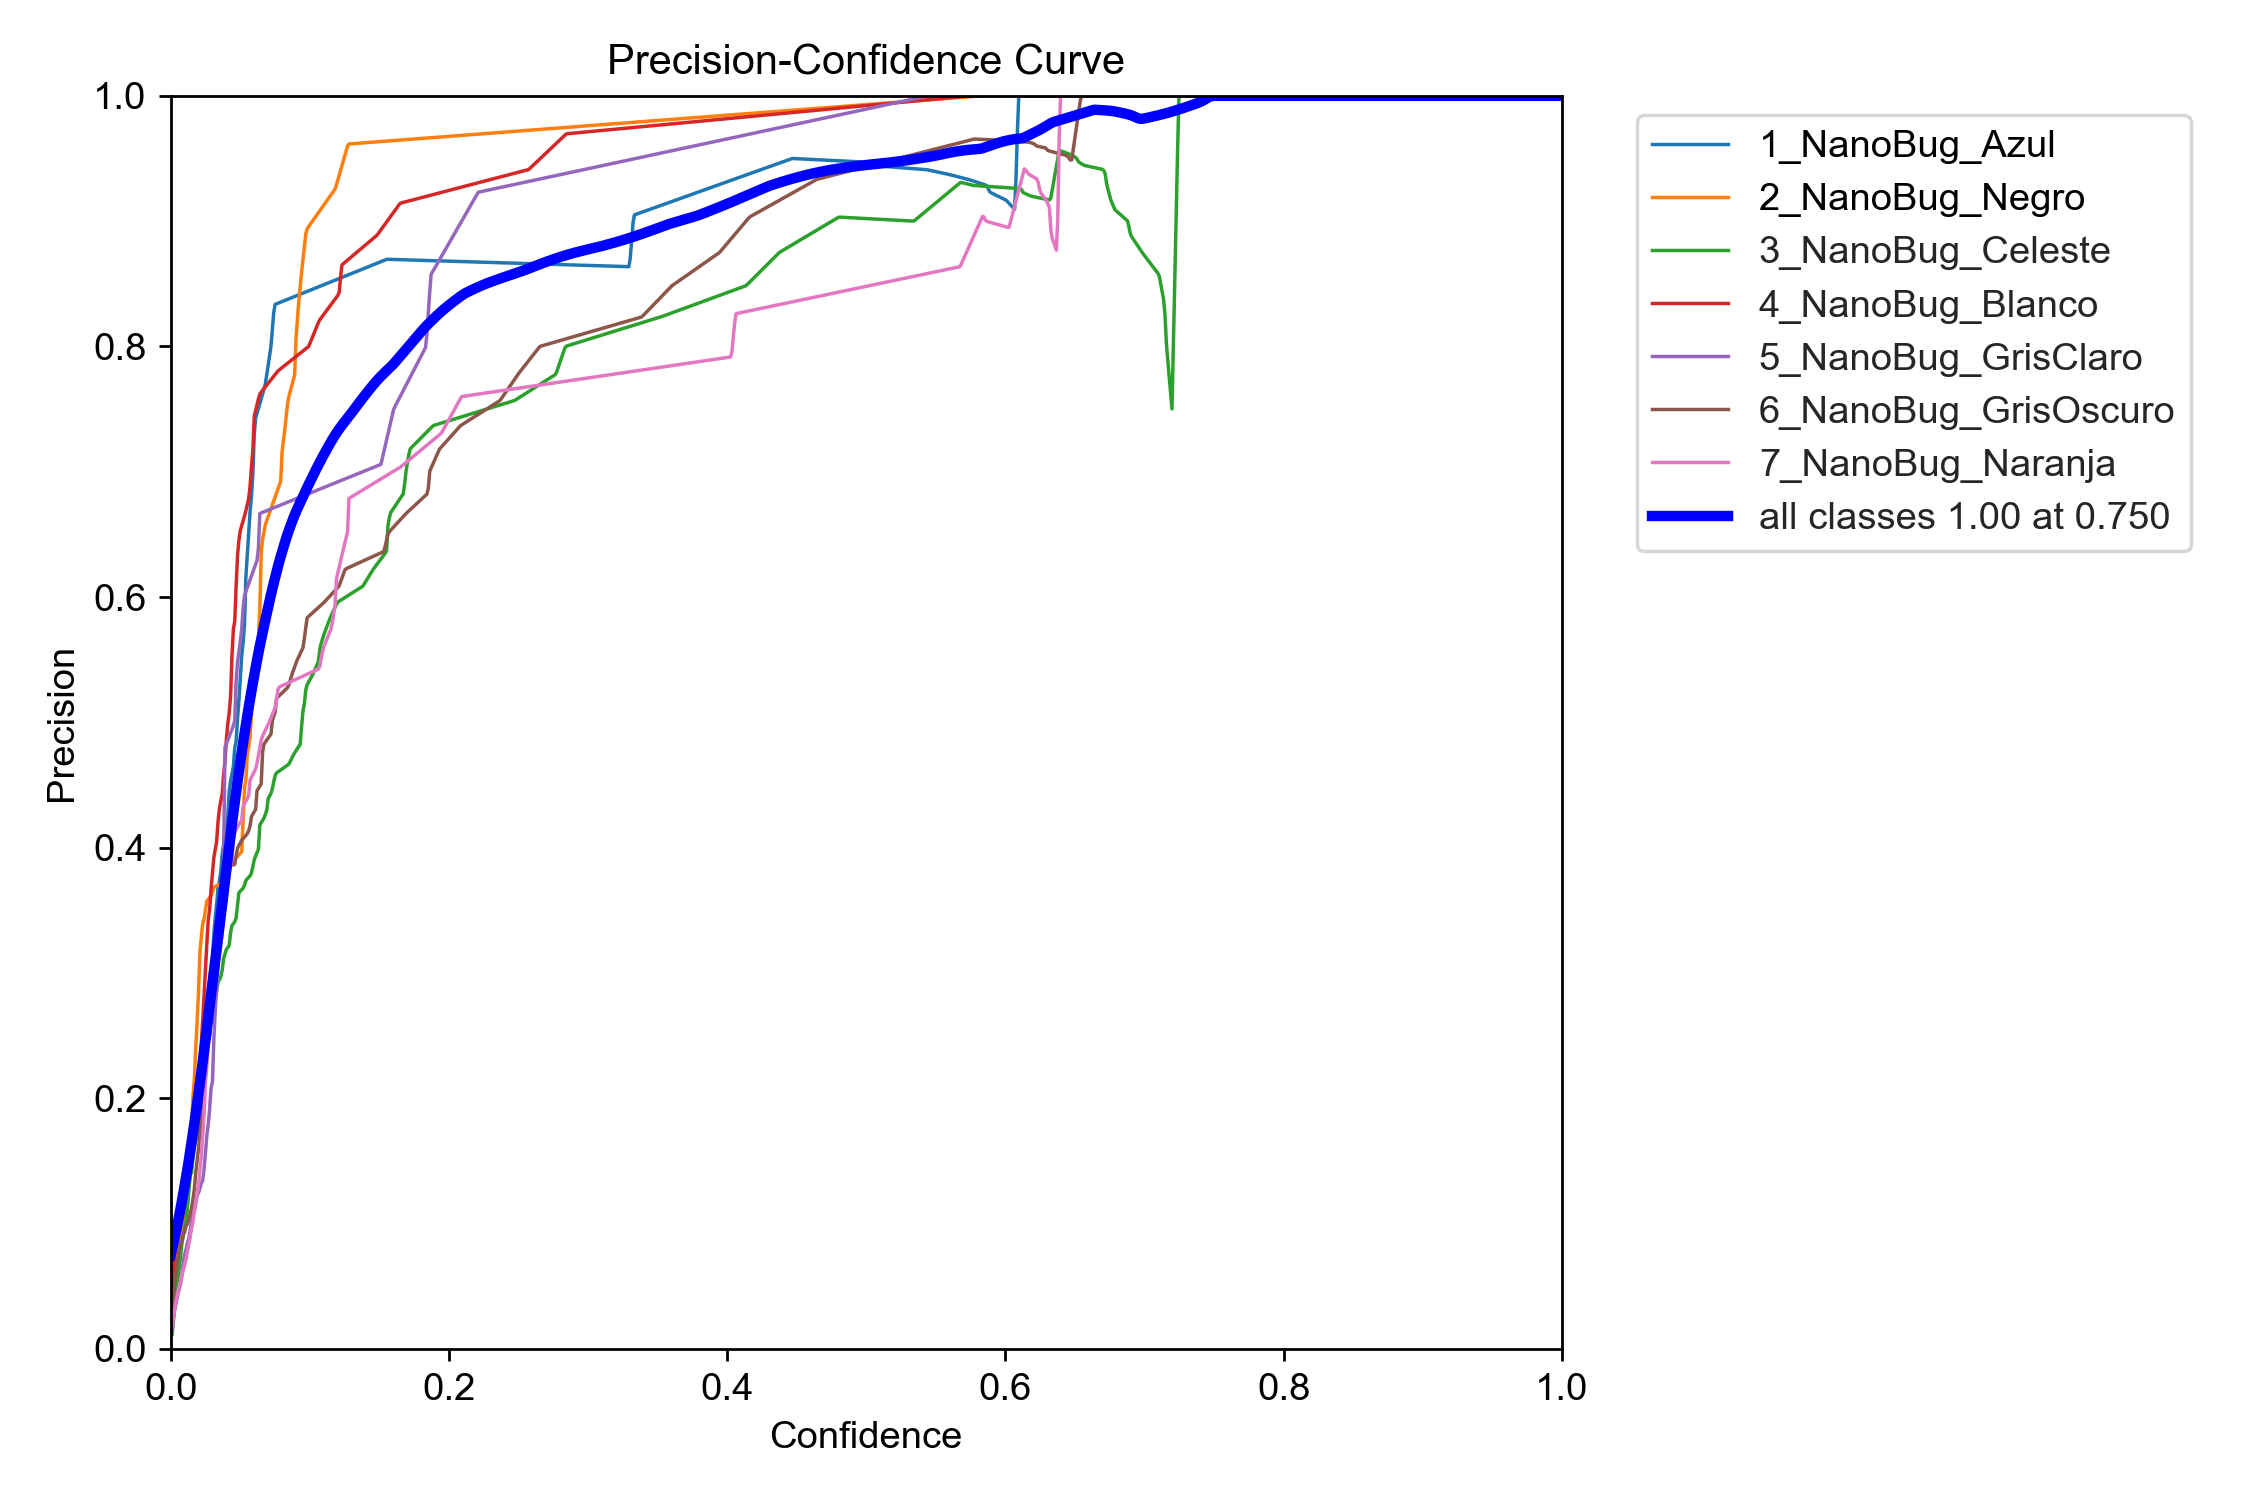 Precision-Confidence Curve
1.0
0.8
0.6
0.4
0.2
0.0
Precision
0.0 0.2 0.4 0.6 0.8 1.0
Confidence
1_NanoBug_Azul
2_NanoBug_Negro
3_NanoBug_Celeste
4_NanoBug_Blanco
5_NanoBug_GrisClaro
6_NanoBug_GrisOscuro
7_NanoBug_Naranja
all classes 1.00 at 0.750